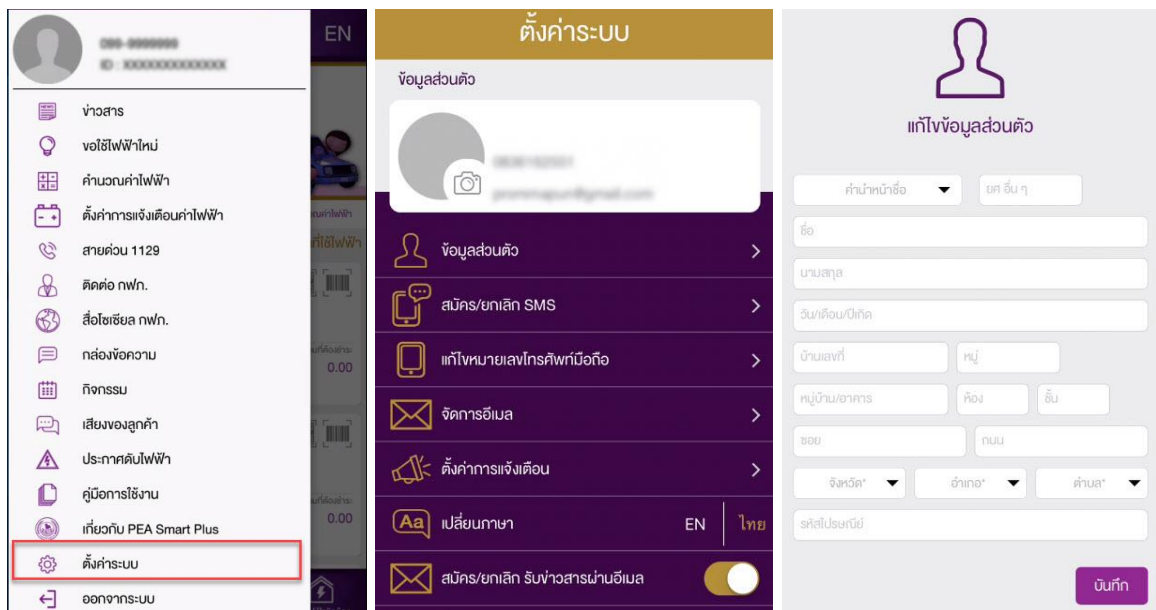 EN
ข่าวสาร
ขอใช้ไฟฟ้าใหม่
คำนวณค่าไฟฟ้า
ตั้งค่าการแจ้งเตือนค่าไฟฟ้า
สายด่วน 1129
ติดต่อ กฟภ.
สื่อโซเชียล กฟภ.
กล่องข้อความ
0.00
กิจกรรม
เสียงของลูกค้า
ประกาศดับไฟฟ้า
คู่มือการใช้งาน
เกี่ยวกับ PEA Smart Plus
0.00
ตั้งค่าระบบ
ออกจากระบบ
ตั้งค่าระบบ
ข้อมูลส่วนตัว
ข้อมูลส่วนตัว
สมัคร/ยกเลิก SMS
แก้ไขหมายเลขโทรศัพท์มือถือ
จัดการอีเมล
ตั้งค่าการแจ้งเตือน
Aa เปลี่ยนภาษา EN ไทย
สมัคร/ยกเลิก รับข่าวสารผ่านอีเมล
แก้ไขข้อมูลส่วนตัว
คำนำหน้าชื่อ ยศ อื่น ๆ
ชื่อ
นามสกุล
วัน/เดือน/ปีเกิด
บ้านเลขที่ หมู่
หมู่บ้าน/อาคาร ห้อง ชั้น
ซอย ถนน
จังหวัด* อำเภอ* ตำบล*
รหัสไปรษณีย์
บันทึก